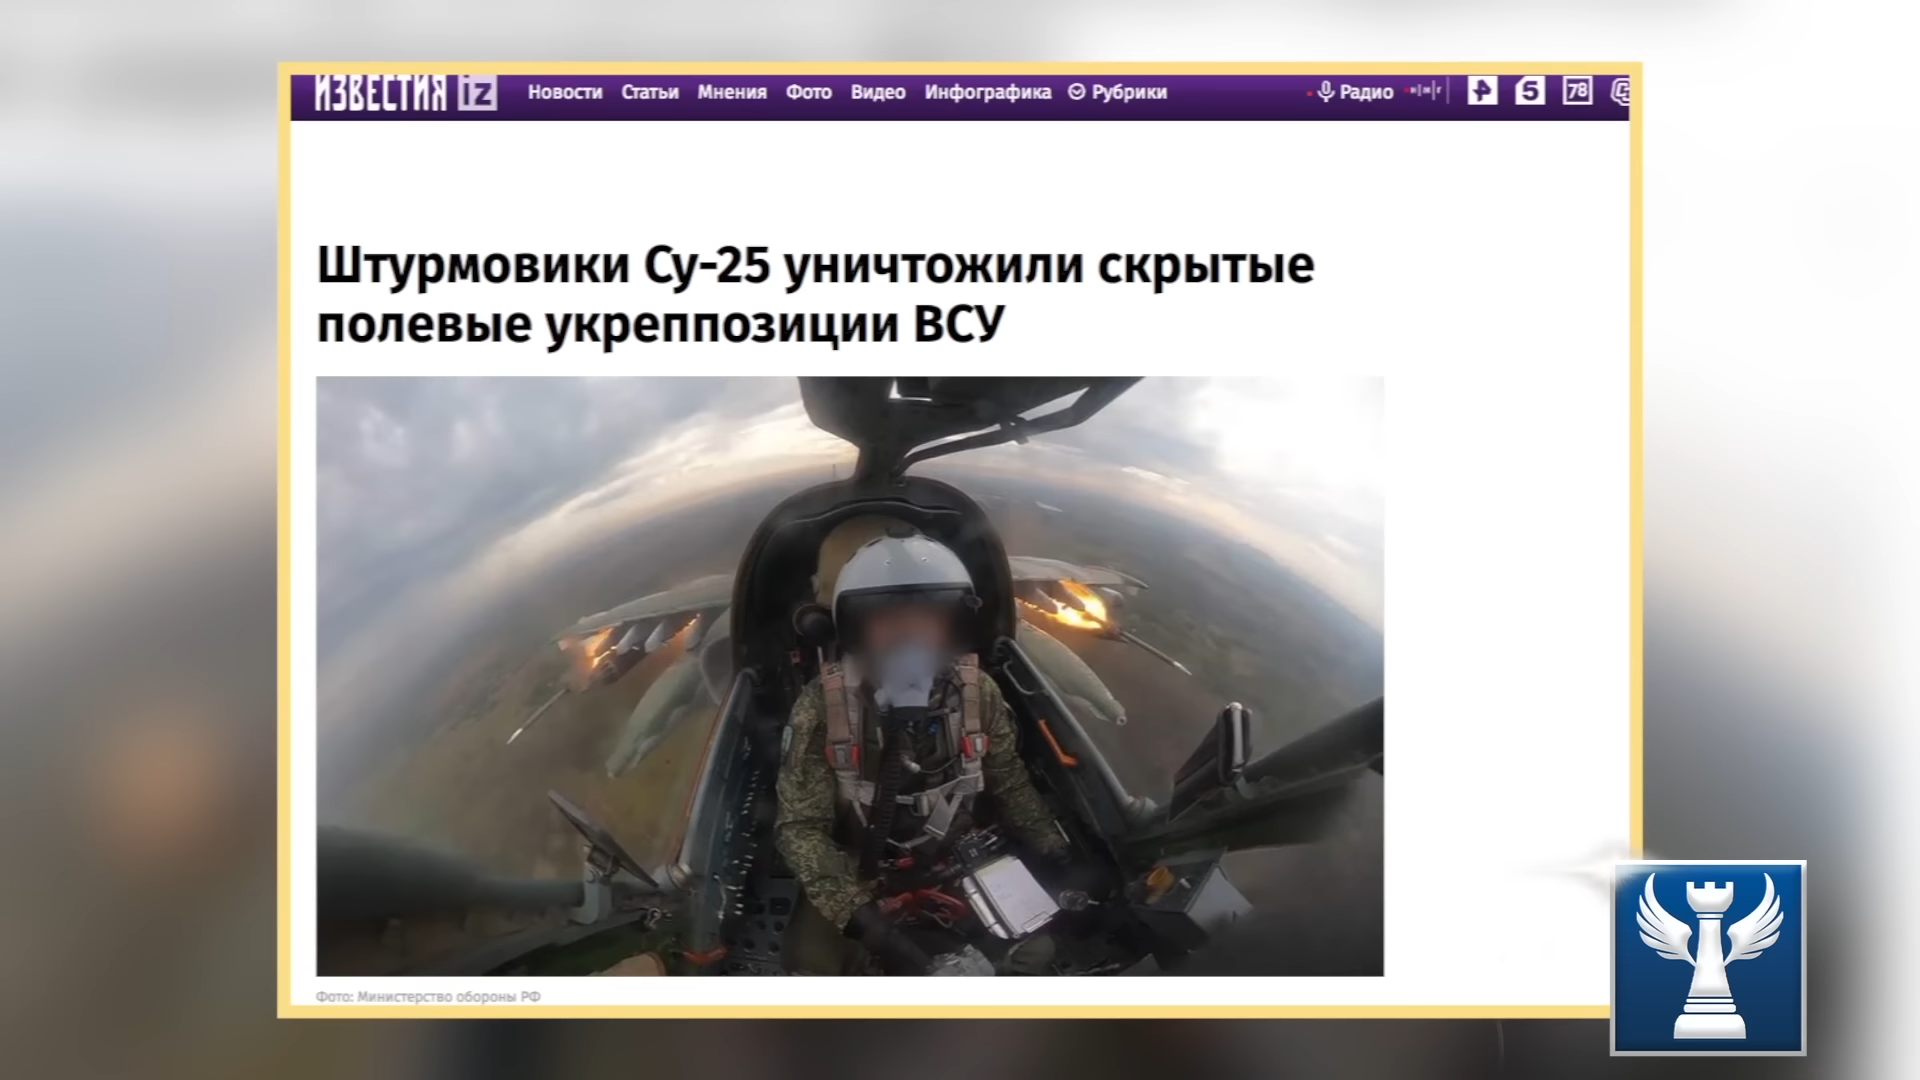 ИЗВЕСТИЯ iz Новости Статьи Мнения Фото Видео Инфографика Рубрики Радио 5 78
Штурмовики Су-25 уничтожили скрытые
полевые укреппозиции ВСУ
Фото: Министерство обороны РФ